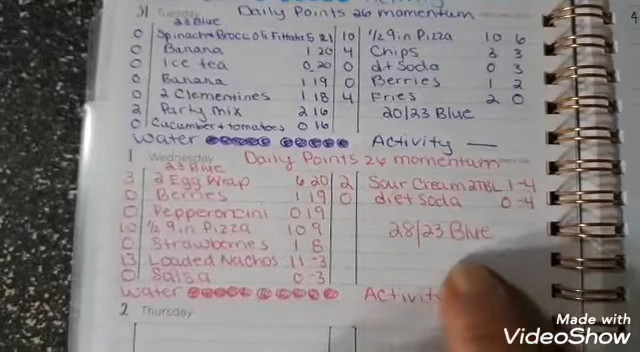 31 Tuesday Daily Points 26 momentum
23 Blue
0 Spinach + Broccoli Fittata 5 21 10 1/2 9 in Pizza 10 6
0 Banana 1 20 4 Chips 3 3
0 Ice tea 0 20 0 dit Soda 0 3
0 Banana 1 19 0 Berries 1 2
0 2 Clementines 1 18 4 Fries 2 0
2 Party Mix 2 16 20/23 Blue
0 Cucumber + tomatoes 0 16
Water Activity —
1 Wednesday Daily Points 26 momentum
23 Blue
3 2 Egg Wrap 6 20 2 Sour Cream 2TBL 1 -4
0 Berries 1 19 0 diet Soda 0 -4
0 Pepperoncini 0 19
10 1/2 9 in Pizza 10 9 28/23 Blue
0 Strawberries 1 8
13 Loaded Nachos 11 -3
0 Salsa 0 -3
Water Activit
2 Thursday
Made with
VideoShow